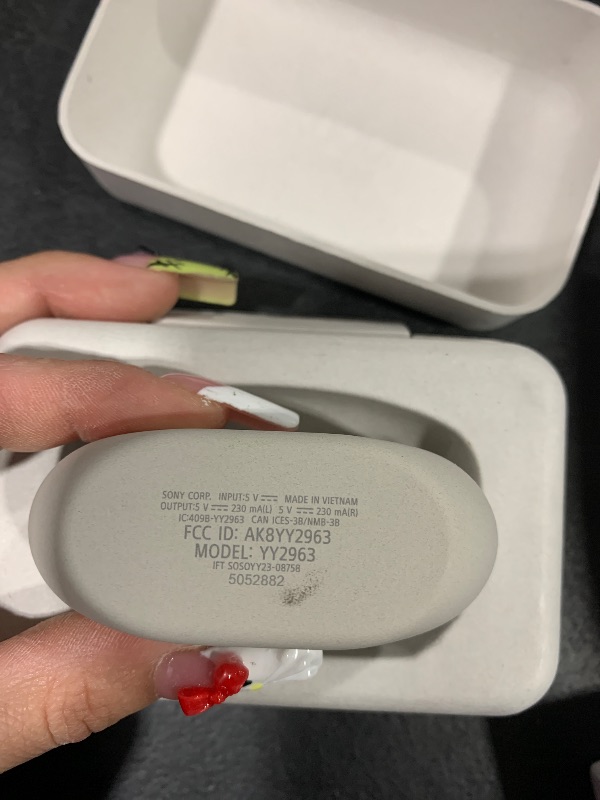 SONY CORP. INPUT:5 V ⎓ MADE IN VIETNAM
OUTPUT:5 V ⎓ 230 mA(L) 5 V ⎓ 230 mA(R)
IC:409B-YY2963 CAN ICES-3B/NMB-3B
FCC ID: AK8YY2963
MODEL: YY2963
IFT SOSOYY23-08758
5052882